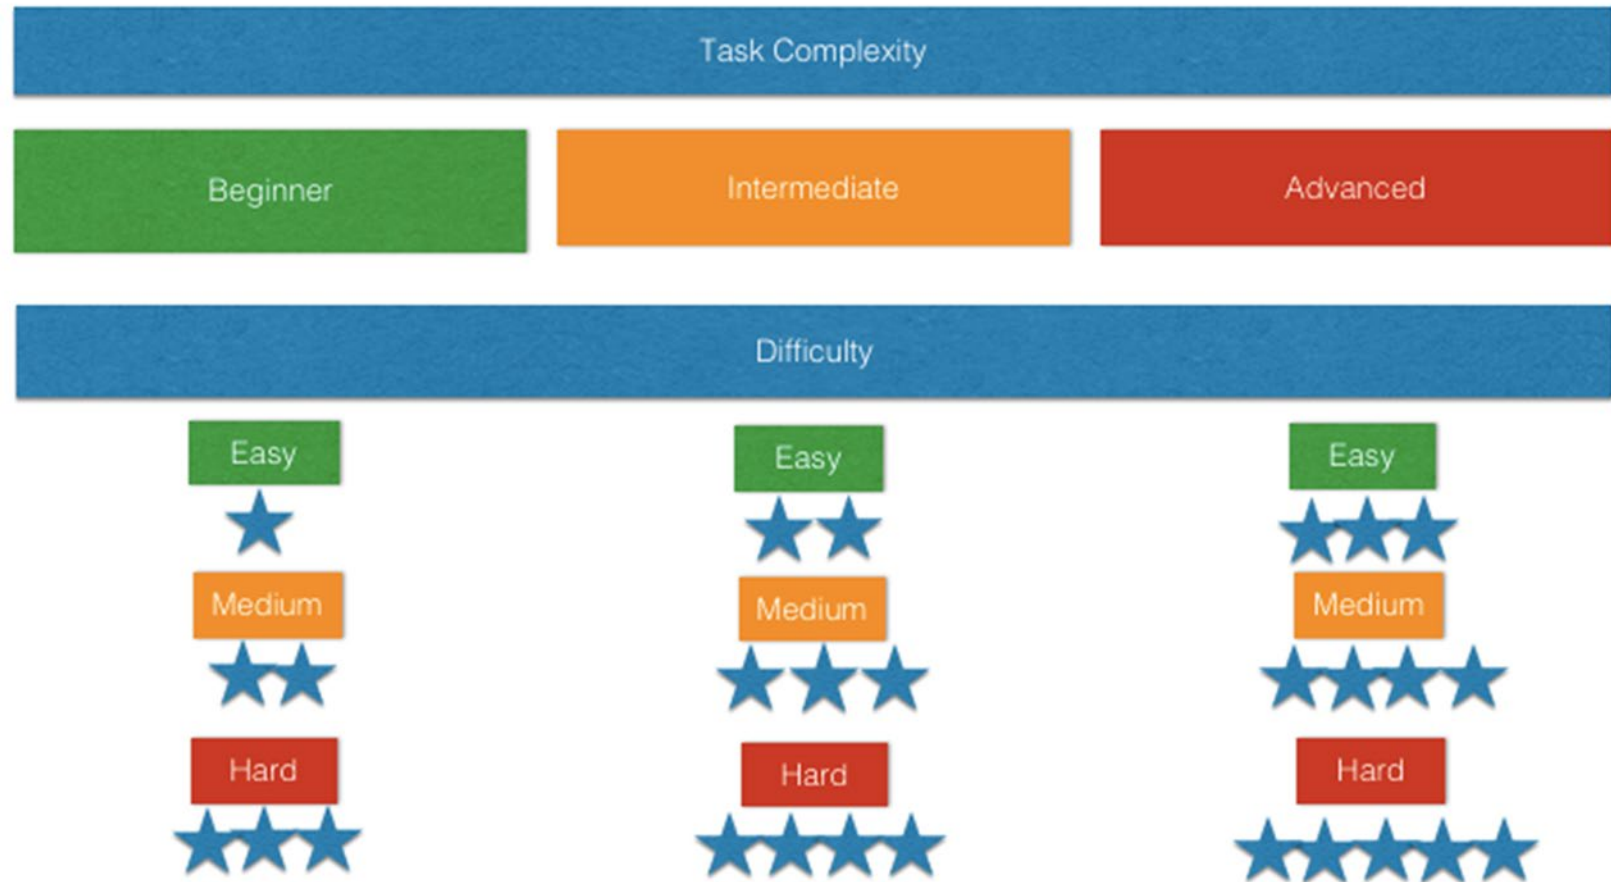 Task Complexity
Beginner
Intermediate
Advanced
Difficulty
Easy
Easy
Easy
Medium
Medium
Medium
Hard
Hard
Hard